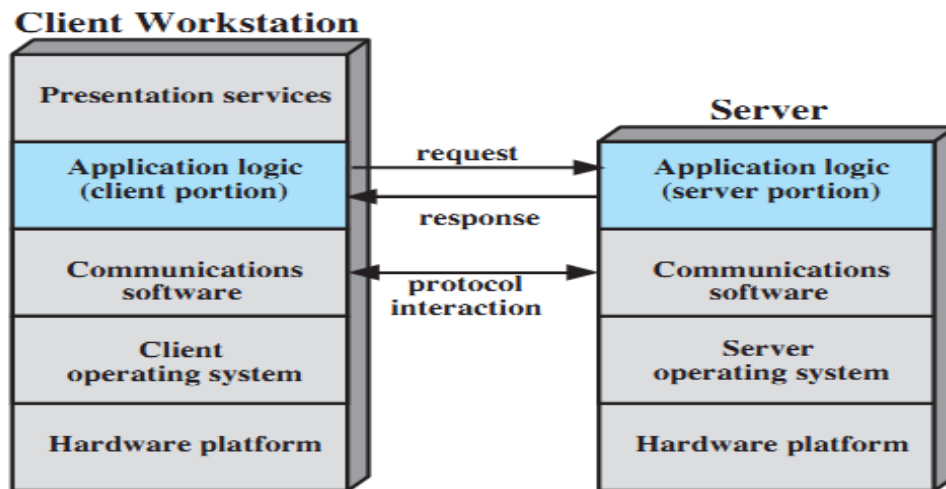 Client Workstation
Presentation services
Application logic
(client portion)
Communications
software
Client
operating system
Hardware platform
request
response
protocol
interaction
Server
Application logic
(server portion)
Communications
software
Server
operating system
Hardware platform